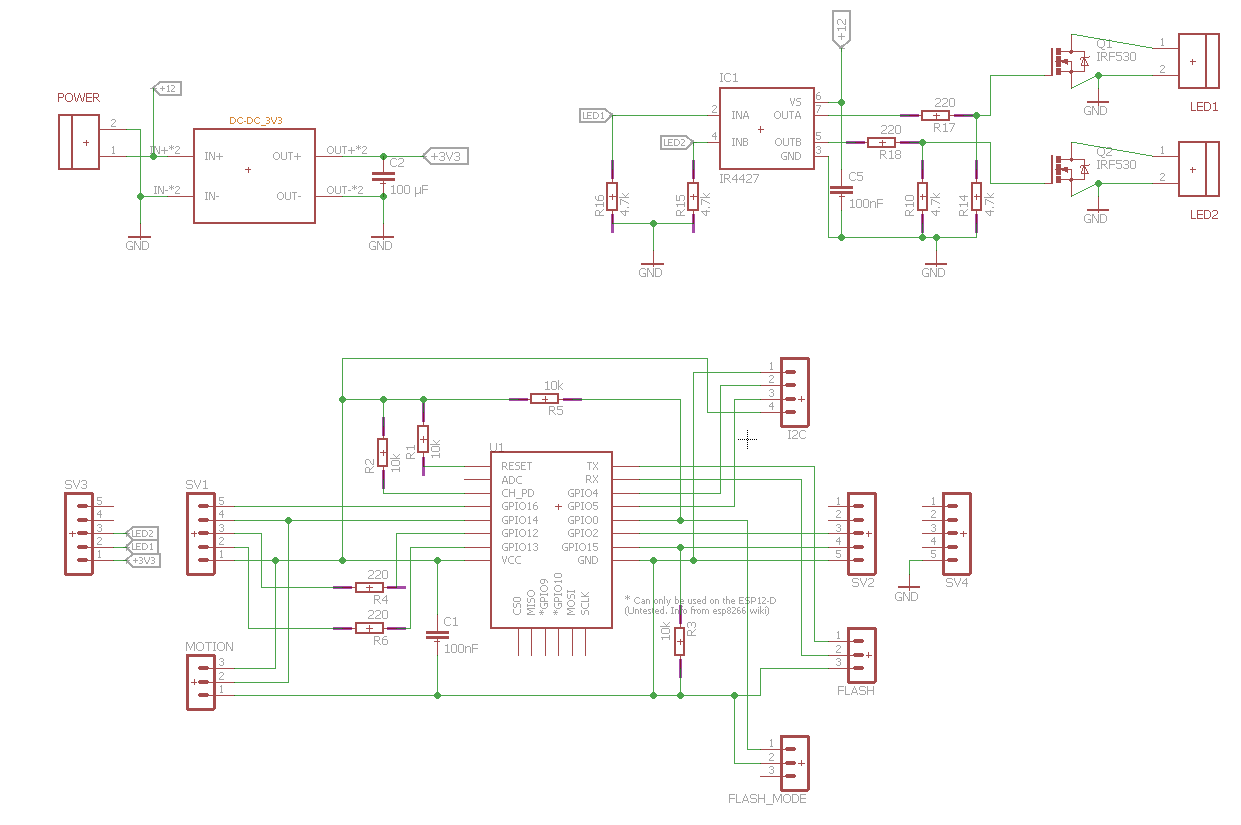 POWER
2
1
+12
IN+*2
IN-*2
DC-DC_3V3
IN+
IN-
OUT+
OUT-
OUT+*2
OUT-*2
+3V3
C2
100 µF
GND
GND
LED1
LED2
R16
4.7k
R15
4.7k
GND
IC1
2
4
INA
INB
VS
OUTA
OUTB
GND
6
7
5
3
IR4427
+12
C5
100nF
220
R17
220
R18
R10
4.7k
R14
4.7k
GND
Q1
IRF530
GND
1
2
LED1
Q2
IRF530
GND
1
2
LED2
10k
R5
R2
10k
R1
10k
1
2
3
4
I2C
U1
RESET
ADC
CH_PD
GPIO16
GPIO14
GPIO12
GPIO13
VCC
TX
RX
GPIO4
GPIO5
GPIO0
GPIO2
GPIO15
GND
CS0
MISO
*GPIO9
*GPIO10
MOSI
SCLK
* Can only be used on the ESP12-D
(Untested. Info from esp8266 wiki)
SV3
5
4
3
2
1
LED2
LED1
+3V3
SV1
5
4
3
2
1
220
R4
220
R6
C1
100nF
10k
R3
MOTION
3
2
1
1
2
3
4
5
SV2
1
2
3
4
5
SV4
GND
1
2
3
FLASH
1
2
3
FLASH_MODE